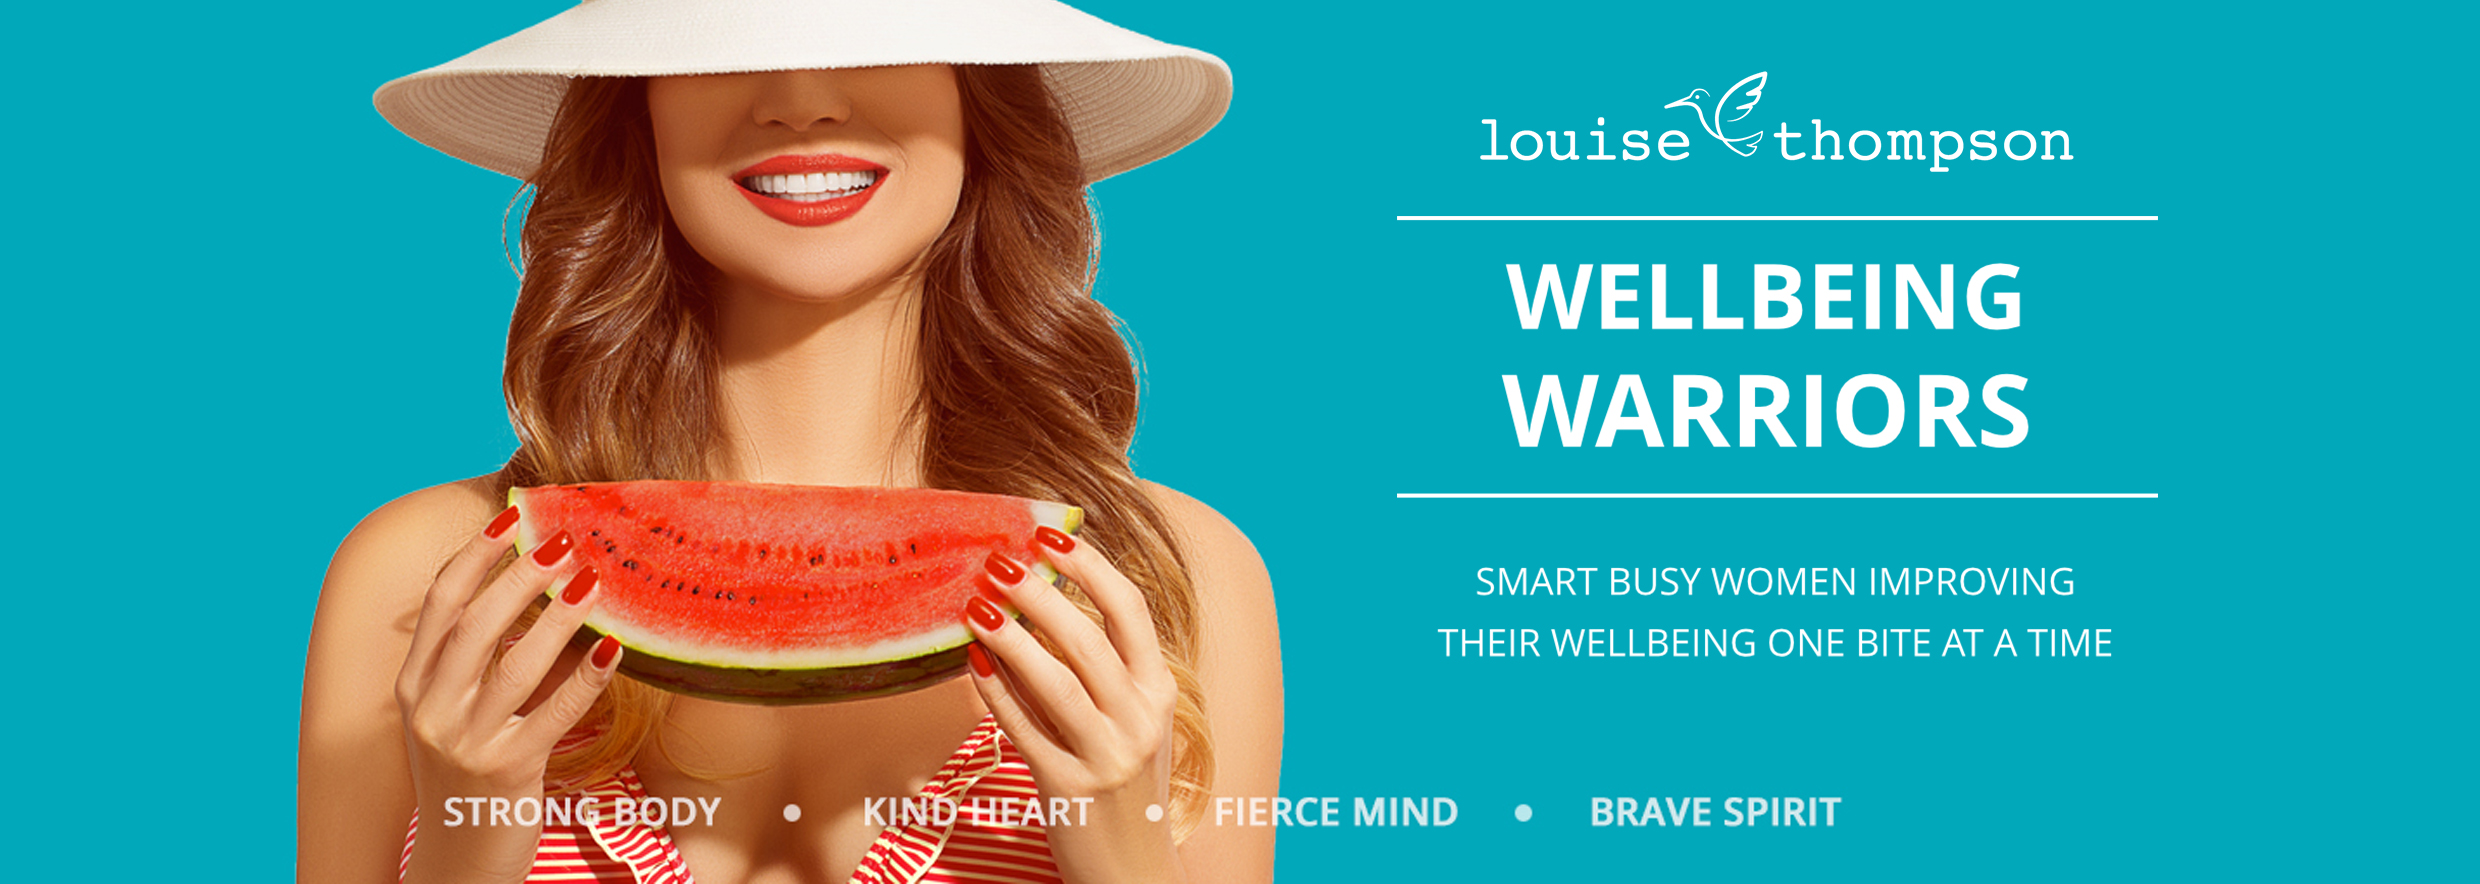 louise thompson
WELLBEING
WARRIORS
SMART BUSY WOMEN IMPROVING
THEIR WELLBEING ONE BITE AT A TIME
STRONG BODY • KIND HEART • FIERCE MIND • BRAVE SPIRIT